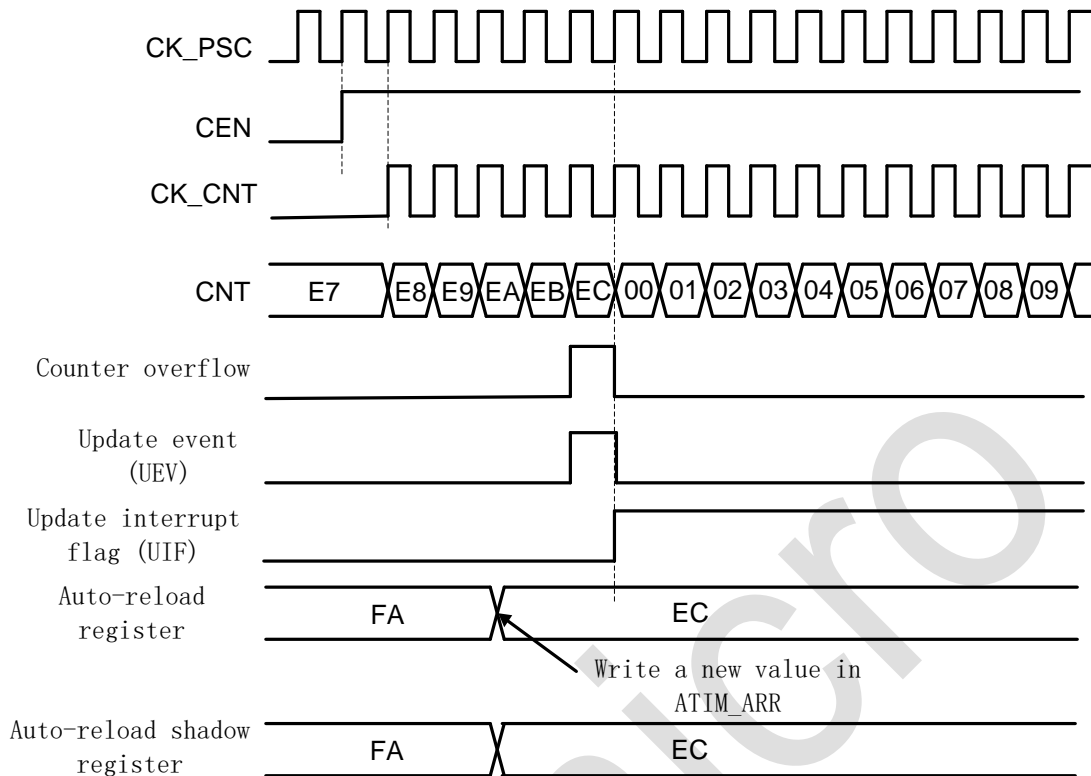 CK_PSC
CEN
CK_CNT
CNT
E7 E8 E9 EA EB EC 00 01 02 03 04 05 06 07 08 09
Counter overflow
Update event
(UEV)
Update interrupt
flag (UIF)
Auto-reload
register
FA EC
Write a new value in
ATIM_ARR
Auto-reload shadow
register
FA EC